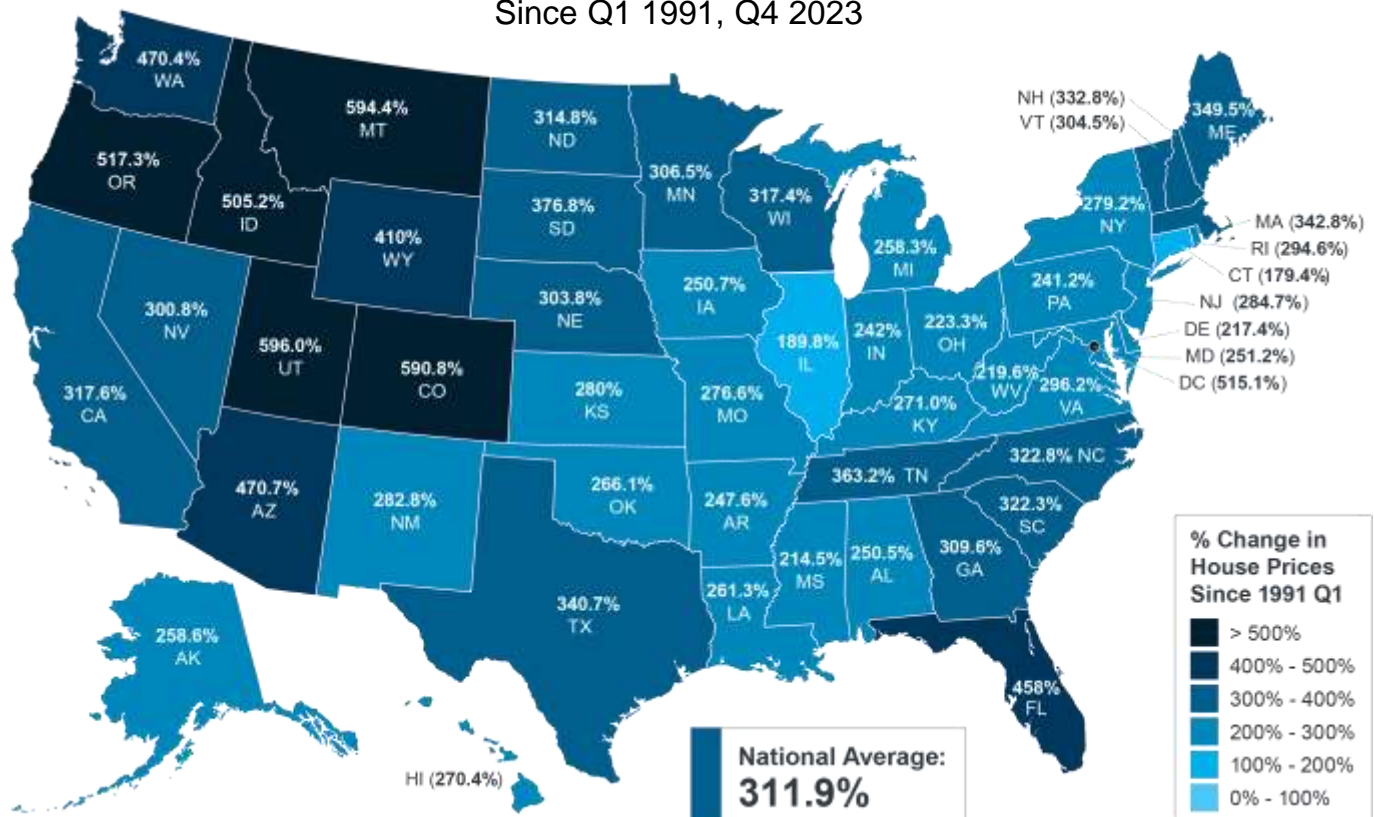 Since Q1 1991, Q4 2023
470.4%
WA
594.4%
MT
314.8%
ND
306.5%
MN
317.4%
WI
258.3%
MI
279.2%
NY
NH (332.8%)
VT (304.5%)
349.5%
ME
MA (342.8%)
RI (294.6%)
CT (179.4%)
NJ (284.7%)
DE (217.4%)
MD (251.2%)
DC (515.1%)
517.3%
OR
505.2%
ID
410%
WY
376.8%
SD
303.8%
NE
250.7%
IA
189.8%
IL
242%
IN
223.3%
OH
241.2%
PA
219.6%
WV
296.2%
VA
317.6%
CA
300.8%
NV
596.0%
UT
590.8%
CO
280%
KS
276.6%
MO
271.0%
KY
363.2% TN
322.8% NC
322.3%
SC
470.7%
AZ
282.8%
NM
266.1%
OK
247.6%
AR
214.5%
MS
250.5%
AL
309.6%
GA
340.7%
TX
261.3%
LA
458%
FL
258.6%
AK
HI (270.4%)
National Average:
311.9%
% Change in
House Prices
Since 1991 Q1
> 500%
400% - 500%
300% - 400%
200% - 300%
100% - 200%
0% - 100%